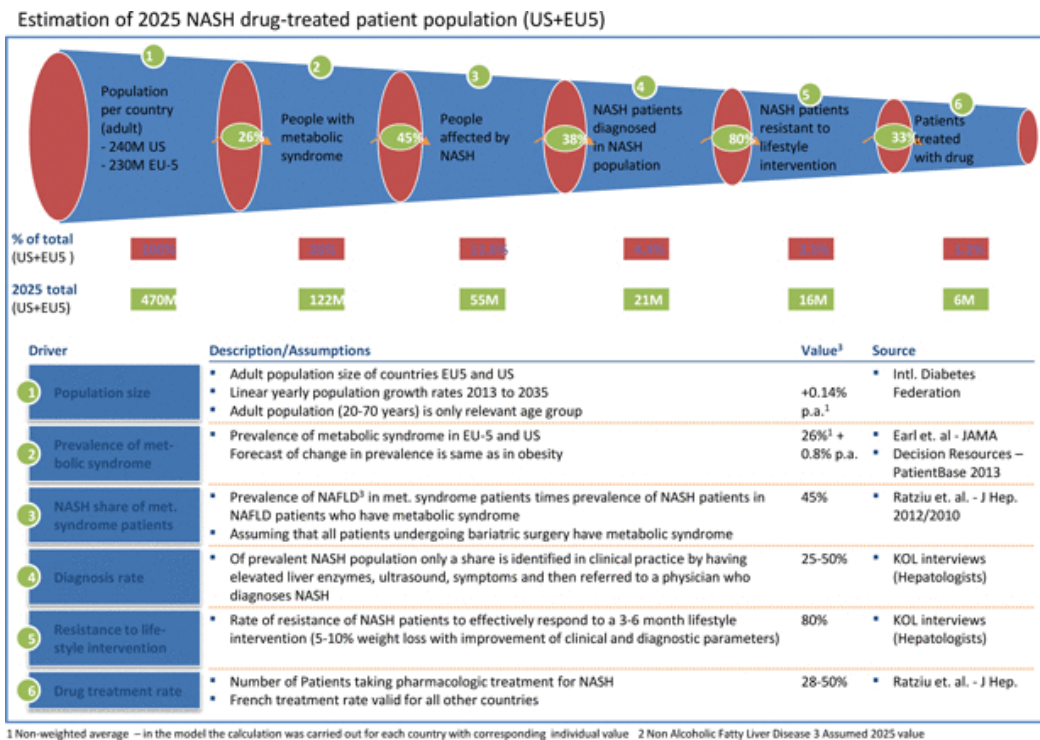 Estimation of 2025 NASH drug-treated patient population (US+EU5)
1
2
3
4
5
6
Population
per country
(adult)
- 240M US
- 230M EU-5
26%
People with
metabolic
syndrome
45%
People
affected by
NASH
38%
NASH patients
diagnosed
in NASH
population
80%
NASH patients
resistant to
lifestyle
intervention
33%
Patients
treated
with drug
% of total
(US+EU5 )
100%
2025 total
(US+EU5)
470M
122M
55M
21M
16M
6M
Driver
Description/Assumptions
Value3
Source
1
Population size
▪ Adult population size of countries EU5 and US
▪ Linear yearly population growth rates 2013 to 2035
▪ Adult population (20-70 years) is only relevant age group
+0.14%
p.a.1
▪ Intl. Diabetes
Federation
2
Prevalence of met-
bolic syndrome
▪ Prevalence of metabolic syndrome in EU-5 and US
Forecast of change in prevalence is same as in obesity
26%1 +
0.8% p.a.
▪ Earl et. al - JAMA
▪ Decision Resources –
PatientBase 2013
3
NASH share of met.
syndrome patients
▪ Prevalence of NAFLD3 in met. syndrome patients times prevalence of NASH patients in
NAFLD patients who have metabolic syndrome
▪ Assuming that all patients undergoing bariatric surgery have metabolic syndrome
45%
▪ Ratziu et. al. - J Hep.
2012/2010
4
Diagnosis rate
▪ Of prevalent NASH population only a share is identified in clinical practice by having
elevated liver enzymes, ultrasound, symptoms and then referred to a physician who
diagnoses NASH
25-50%
▪ KOL interviews
(Hepatologists)
5
Resistance to life-
style intervention
▪ Rate of resistance of NASH patients to effectively respond to a 3-6 month lifestyle
intervention (5-10% weight loss with improvement of clinical and diagnostic parameters)
80%
▪ KOL interviews
(Hepatologists)
6
Drug treatment rate
▪ Number of Patients taking pharmacologic treatment for NASH
▪ French treatment rate valid for all other countries
28-50%
▪ Ratziu et. al. - J Hep.
1 Non-weighted average – in the model the calculation was carried out for each country with corresponding individual value 2 Non Alcoholic Fatty Liver Disease 3 Assumed 2025 value